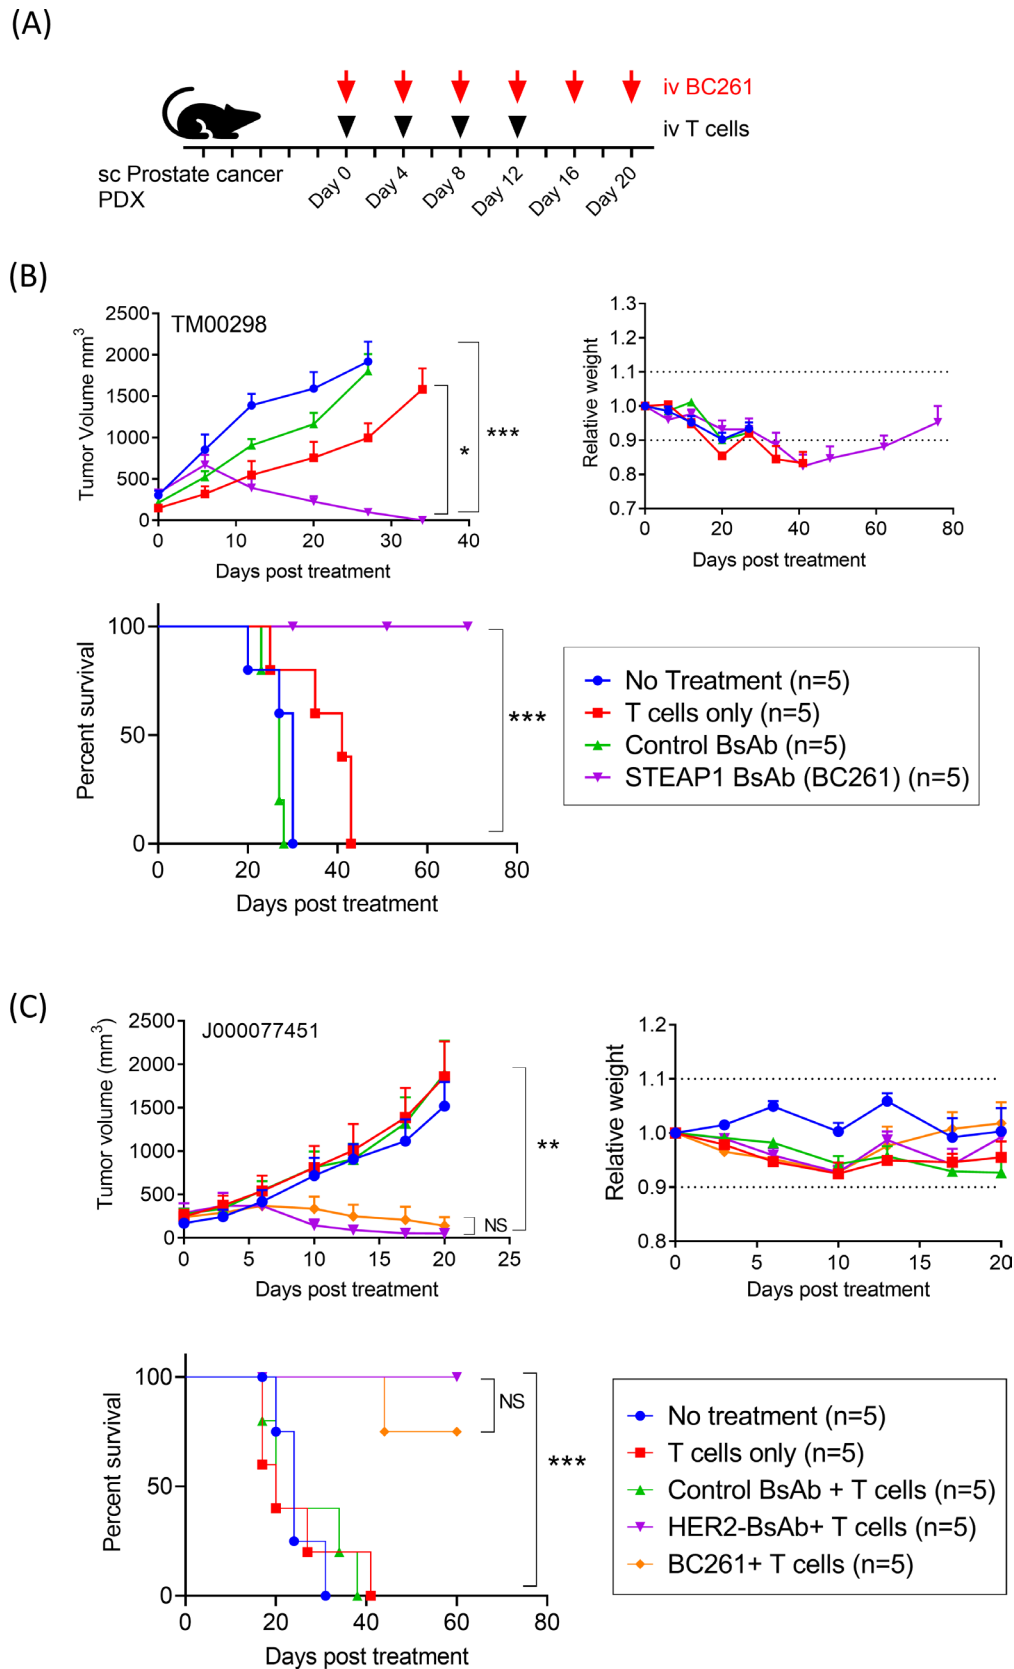 (A)
iv BC261
iv T cells
sc Prostate cancer
PDX
Day 0
Day 4
Day 8
Day 12
Day 16
Day 20
(B)
TM00298
Tumor Volume mm³
2500
2000
1500
1000
500
0
0 10 20 30 40
Days post treatment
*
***
Relative weight
1.3
1.1
1.0
0.9
0.8
0.7
0 20 40 60 80
Days post treatment
Percent survival
100
50
0
0 20 40 60 80
Days post treatment
***
No Treatment (n=5)
T cells only (n=5)
Control BsAb (n=5)
STEAP1 BsAb (BC261) (n=5)
(C)
J000077451
Tumor volume (mm³)
2500
2000
1500
1000
500
0
0 5 10 15 20 25
Days post treatment
NS
**
Relative weight
1.2
1.1
1.0
0.9
0.8
0 5 10 15 20
Days post treatment
Percent survival
100
50
0
0 20 40 60 80
Days post treatment
NS
***
No treatment (n=5)
T cells only (n=5)
Control BsAb + T cells (n=5)
HER2-BsAb+ T cells (n=5)
BC261+ T cells (n=5)